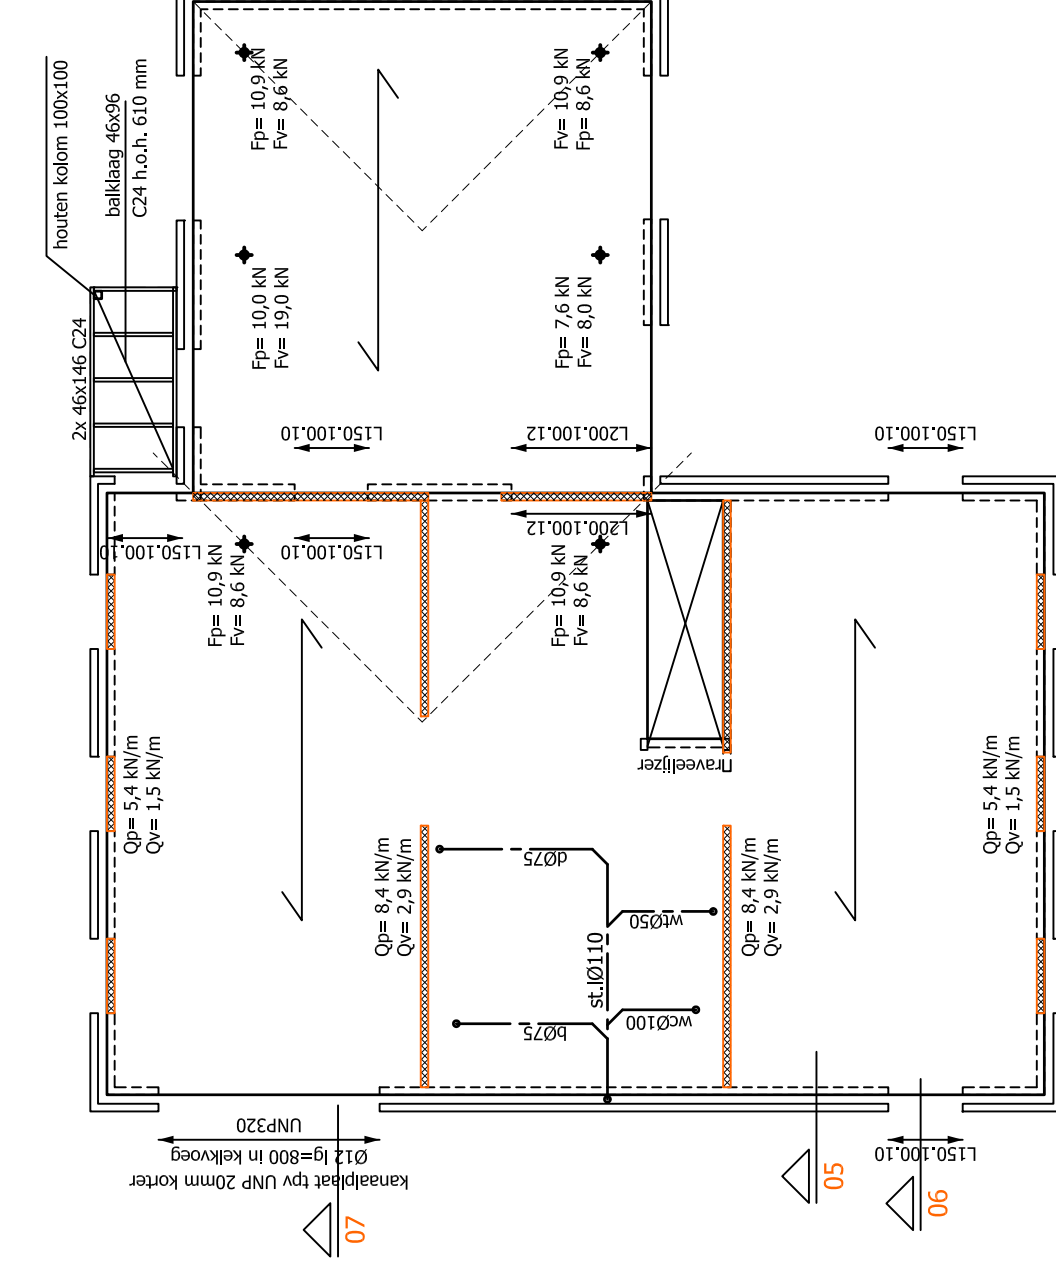 houten kolom 100x100
balklaag 46x96
C24 h.o.h. 610 mm
2x 46x146 C24
Fp= 10,9 kN
Fv= 8,6 kN
Fv= 10,9 kN
Fp= 8,6 kN
Fp= 10,0 kN
Fv= 19,0 kN
Fp= 7,6 kN
Fv= 8,0 kN
L150.100.10
L200.100.12
L150.100.10
L150.100.10
L150.100.10
L200.100.12
Fp= 10,9 kN
Fv= 8,6 kN
Fp= 10,9 kN
Fv= 8,6 kN
raveelijzer
Qp= 5,4 kN/m
Qv= 1,5 kN/m
Qp= 5,4 kN/m
Qv= 1,5 kN/m
Qp= 8,4 kN/m
Qv= 2,9 kN/m
Qp= 8,4 kN/m
Qv= 2,9 kN/m
dØ75
wtØ50
st.lØ110
bØ75
wcØ100
UNP320
Ø12 lg=800 in kelkvoeg
kanaalplaat tpv UNP 20mm korter
L150.100.10
07
05
06